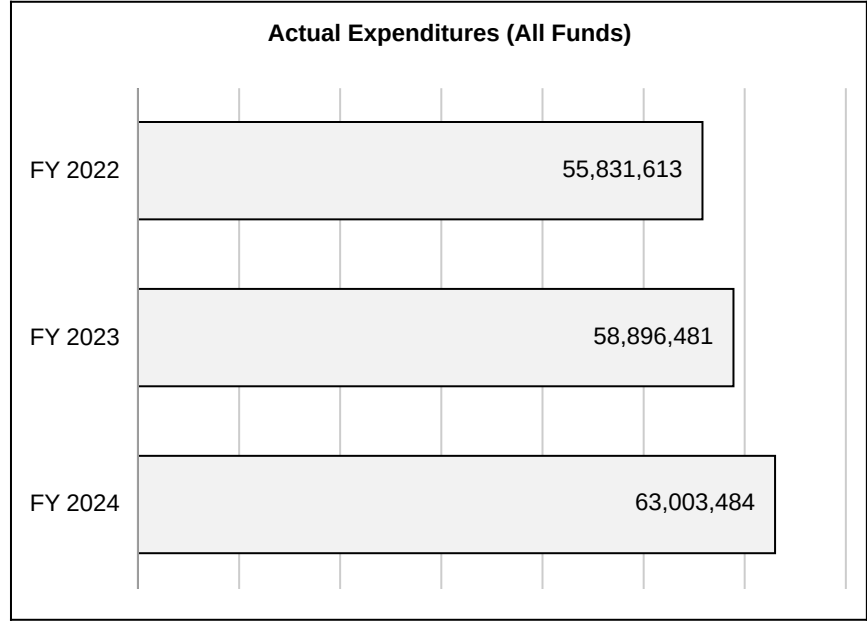 Actual Expenditures (All Funds)
FY 2022
55,831,613
FY 2023
58,896,481
FY 2024
63,003,484